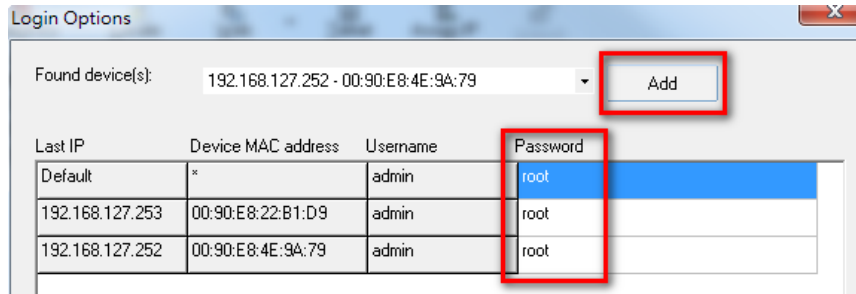 Login Options
Found device(s):
192.168.127.252 - 00:90:E8:4E:9A:79
Add
Last IP Device MAC address Username Password
Default * admin root
192.168.127.253 00:90:E8:22:B1:D9 admin root
192.168.127.252 00:90:E8:4E:9A:79 admin root